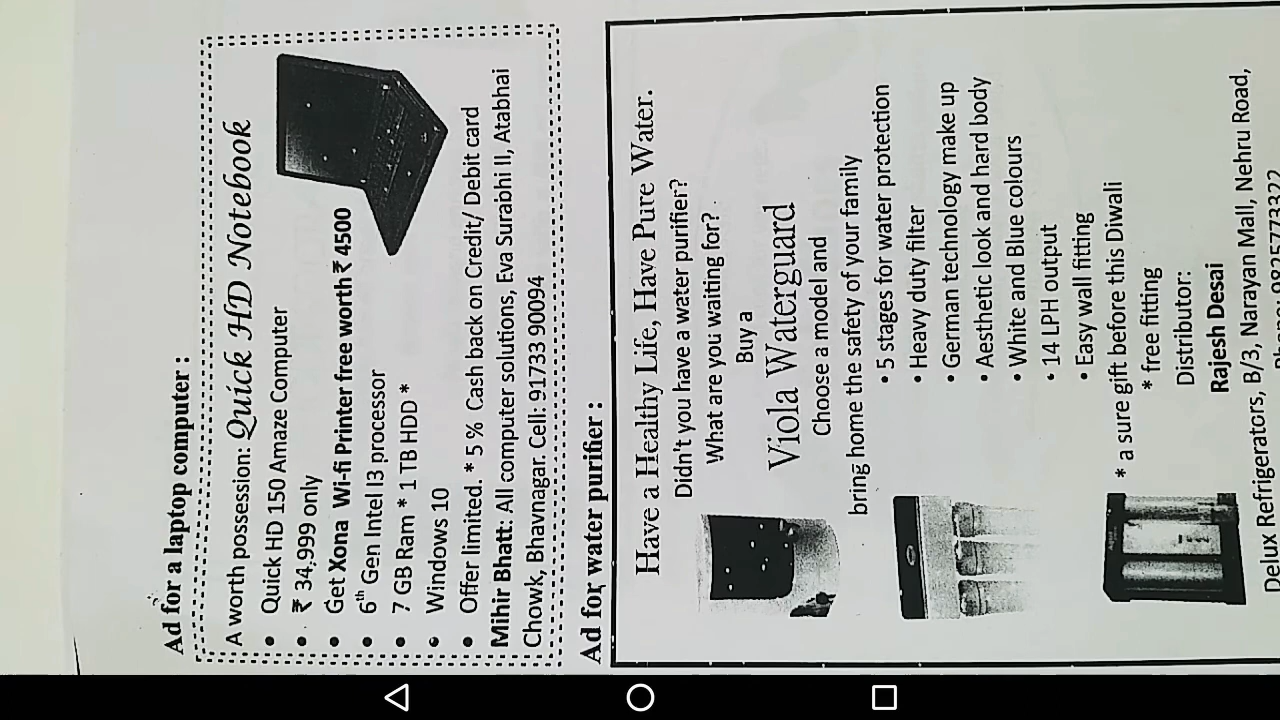 Ad for a laptop computer :
A worth possession: Quick HD Notebook
• Quick HD 150 Amaze Computer
• ₹ 34,999 only
• Get Xona Wi-fi Printer free worth ₹ 4500
• 6th Gen Intel I3 processor
• 7 GB Ram * 1 TB HDD *
• Windows 10
• Offer limited. * 5 % Cash back on Credit/ Debit card
Mihir Bhatt: All computer solutions, Eva Surabhi II, Atabhai
Chowk, Bhavnagar. Cell: 91733 90094
Ad for water purifier :
Have a Healthy Life, Have Pure Water.
Didn't you have a water purifier?
What are you waiting for?
Buy a
Viola Waterguard
Choose a model and
bring home the safety of your family
• 5 stages for water protection
• Heavy duty filter
• German technology make up
• Aesthetic look and hard body
• White and Blue colours
• 14 LPH output
• Easy wall fitting
* a sure gift before this Diwali
* free fitting
Distributor:
Rajesh Desai
Delux Refrigerators, B/3, Narayan Mall, Nehru Road,